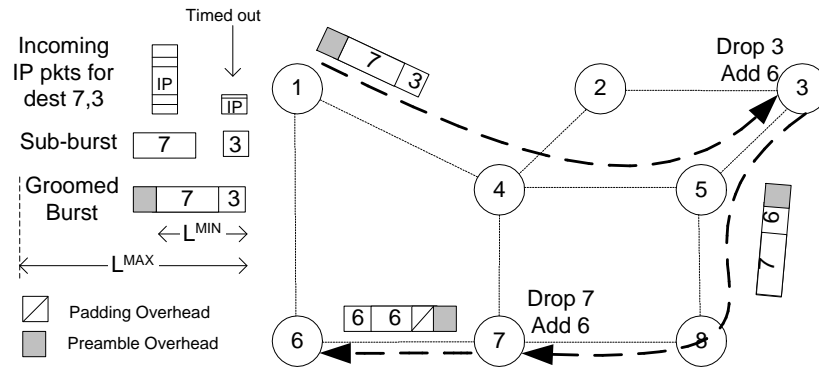 Timed out
Incoming
IP pkts for
dest 7,3
IP
IP
Sub-burst
7
3
Groomed
Burst
7
3
L^MIN
L^MAX
Padding Overhead
Preamble Overhead
7
3
1
2
Drop 3
Add 6
3
4
5
6
7
6
6
Drop 7
Add 6
6
7
8